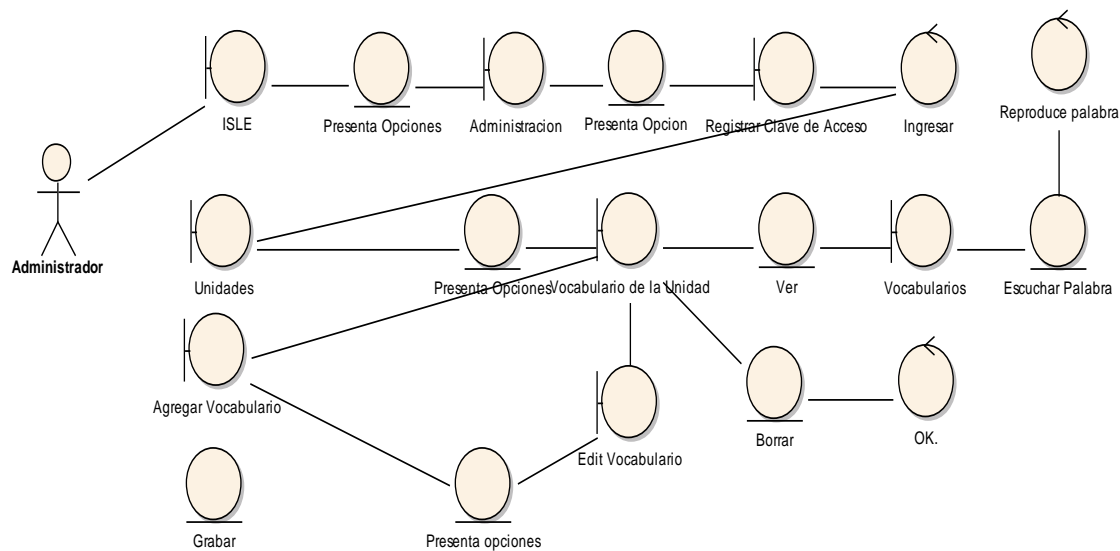 ISLE
Presenta Opciones
Administracion
Presenta Opcion
Registrar Clave de Acceso
Ingresar
Reproduce palabra
Administrador
Unidades
Presenta Opciones
Vocabulario de la Unidad
Ver
Vocabularios
Escuchar Palabra
Agregar Vocabulario
Edit Vocabulario
Borrar
OK.
Grabar
Presenta opciones